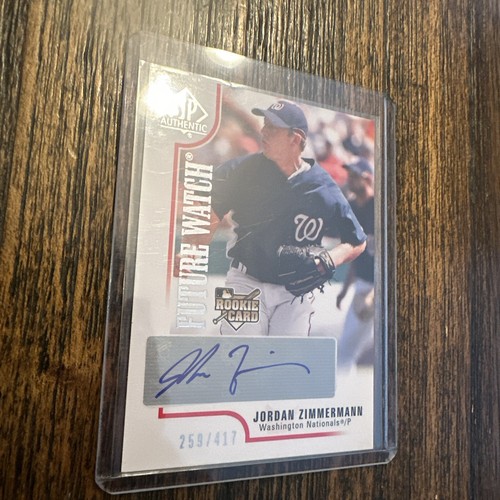 SP
AUTHENTIC
FUTURE WATCH®
W
W
ROOKIE
CARD
JORDAN ZIMMERMANN
Washington Nationals®/P
259/417